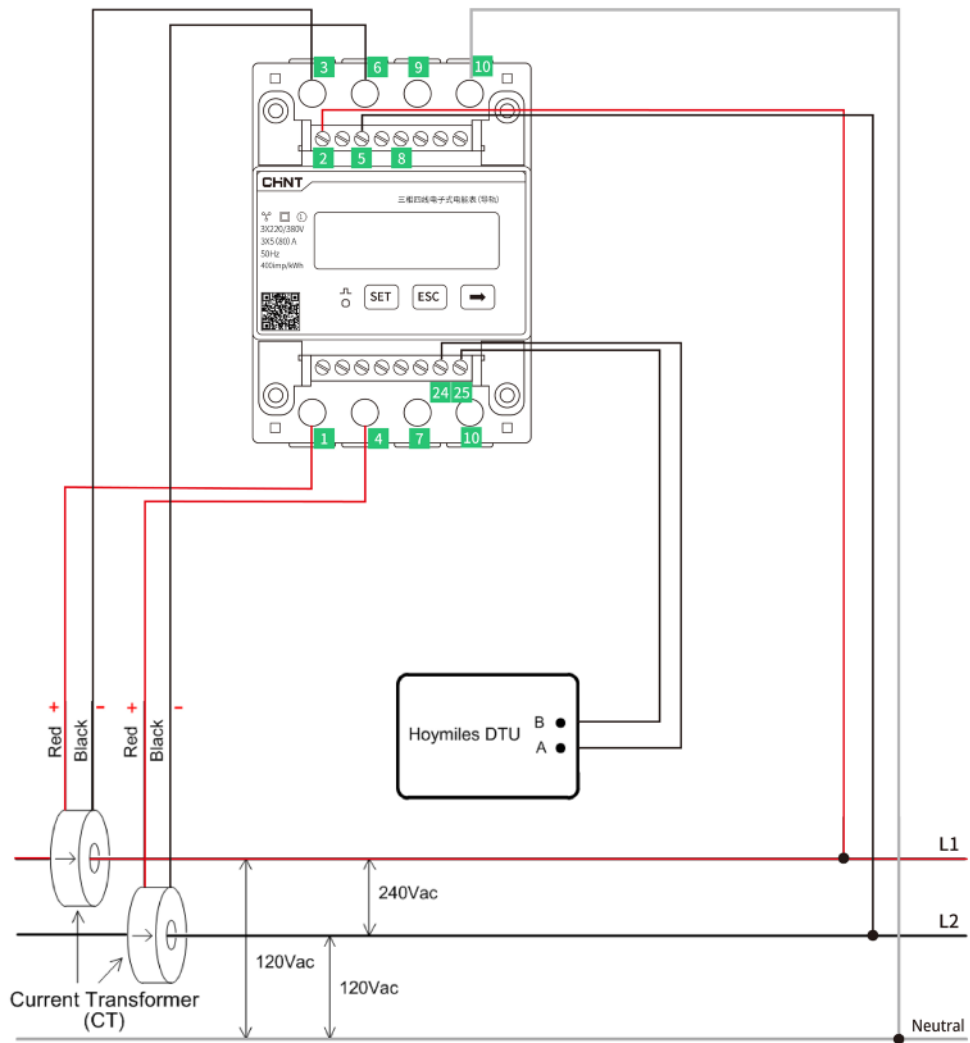 3
6
9
10
2
5
8
CHNT
三相四线电子式电能表(导轨)
3X220/380V
3X5(80)A
50Hz
400imp/kWh
SET
ESC
24
25
1
4
7
10
Hoymiles DTU
B
A
+
-
+
-
Red
Black
Red
Black
L1
240Vac
L2
120Vac
120Vac
Current Transformer
(CT)
Neutral